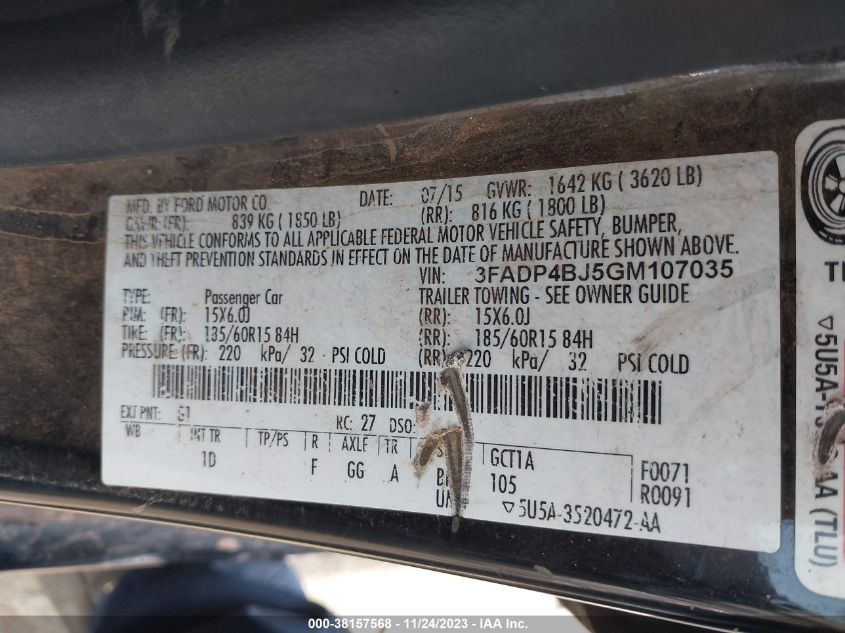 MFD. BY FORD MOTOR CO. DATE: 07/15 GVWR: 1642 KG ( 3620 LB)
GAWR:(FR): 839 KG ( 1850 LB) (RR): 816 KG ( 1800 LB)
THIS VEHICLE CONFORMS TO ALL APPLICABLE FEDERAL MOTOR VEHICLE SAFETY, BUMPER,
AND THEFT PREVENTION STANDARDS IN EFFECT ON THE DATE OF MANUFACTURE SHOWN ABOVE.
VIN: 3FADP4BJ5GM107035
TYPE: Passenger Car TRAILER TOWING - SEE OWNER GUIDE
RIM: (FR): 15X6.0J (RR): 15X6.0J
TIRE: (FR): 185/60R15 84H (RR): 185/60R15 84H
PRESSURE: (FR): 220 kPa/ 32 PSI COLD (RR) 220 kPa/ 32 PSI COLD
EXT PNT: G1 RC: 27 DSO:
WB INT TR TP/PS R AXLE TR
1D F GG A
GCT1A
105
F0071
R0091
▽5U5A-3520472-AA
▽5U5A-
AA (TLU)
000-38157568 - 11/24/2023 - IAAI.COM